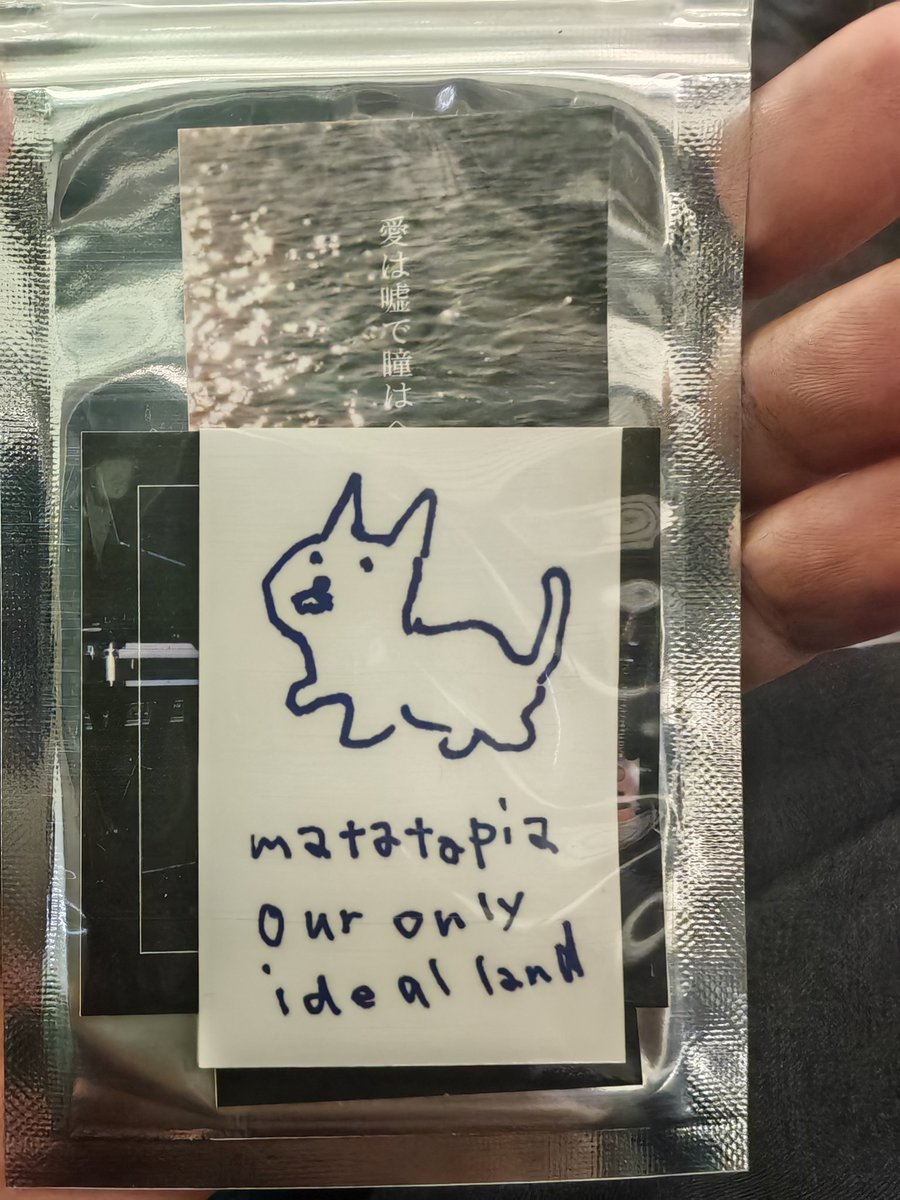 愛は嘘で瞳は
matatopia
Our only
ideal land